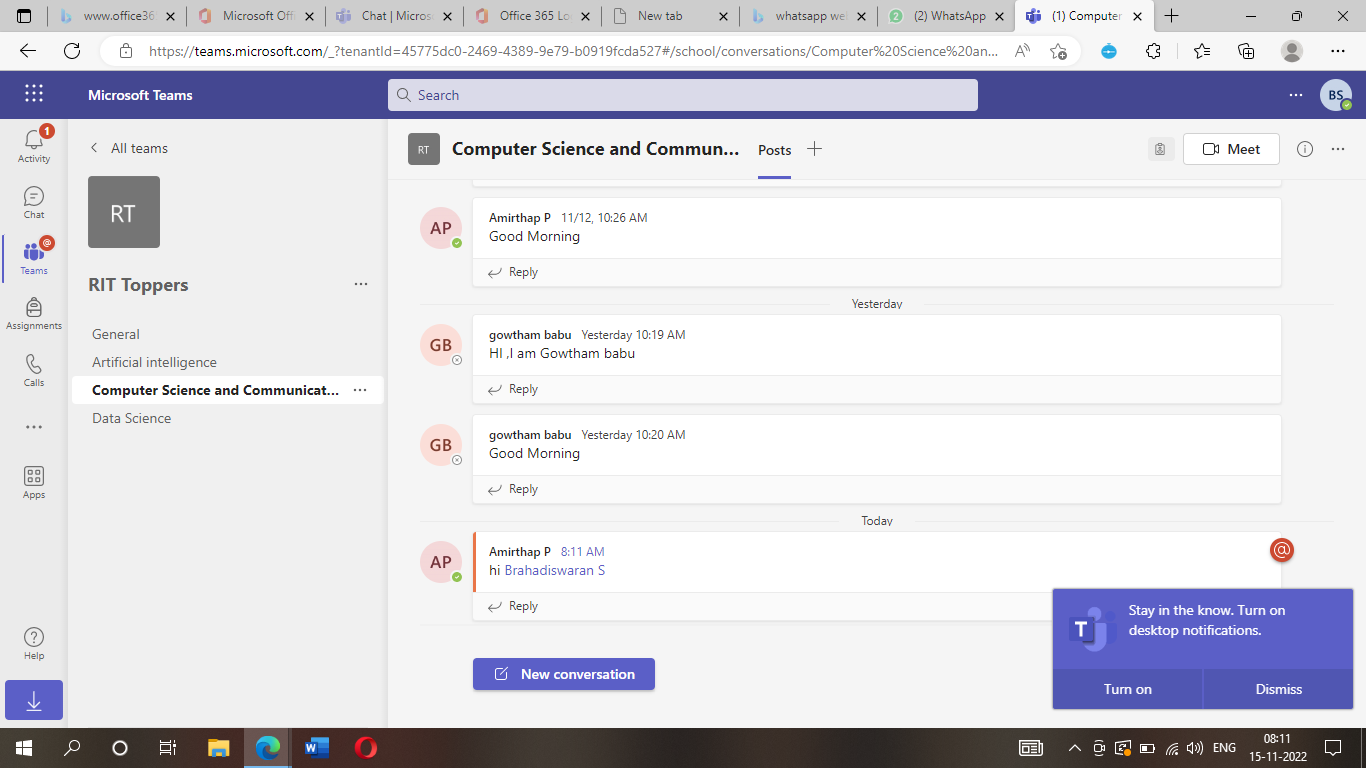 www.office36
Microsoft Offi
Chat | Micros
Office 365 Lo
New tab
whatsapp we
(2) WhatsApp
(1) Computer
https://teams.microsoft.com/_?tenantId=45775dc0-2469-4389-9e79-b0919fcda527#/school/conversations/Computer%20Science%20an...
Microsoft Teams
Search
BS
Activity
1
Chat
Teams
@
Assignments
Calls
Apps
Help
All teams
RT
RIT Toppers
General
Artificial intelligence
Computer Science and Communicat...
Data Science
RT
Computer Science and Commun...
Posts
Meet
AP
Amirthap P 11/12, 10:26 AM
Good Morning
Reply
Yesterday
GB
gowtham babu Yesterday 10:19 AM
HI ,I am Gowtham babu
Reply
GB
gowtham babu Yesterday 10:20 AM
Good Morning
Reply
Today
AP
Amirthap P 8:11 AM
@
hi Brahadiswaran S
Reply
New conversation
T
Stay in the know. Turn on
desktop notifications.
Turn on
Dismiss
W
ENG
08:11
15-11-2022